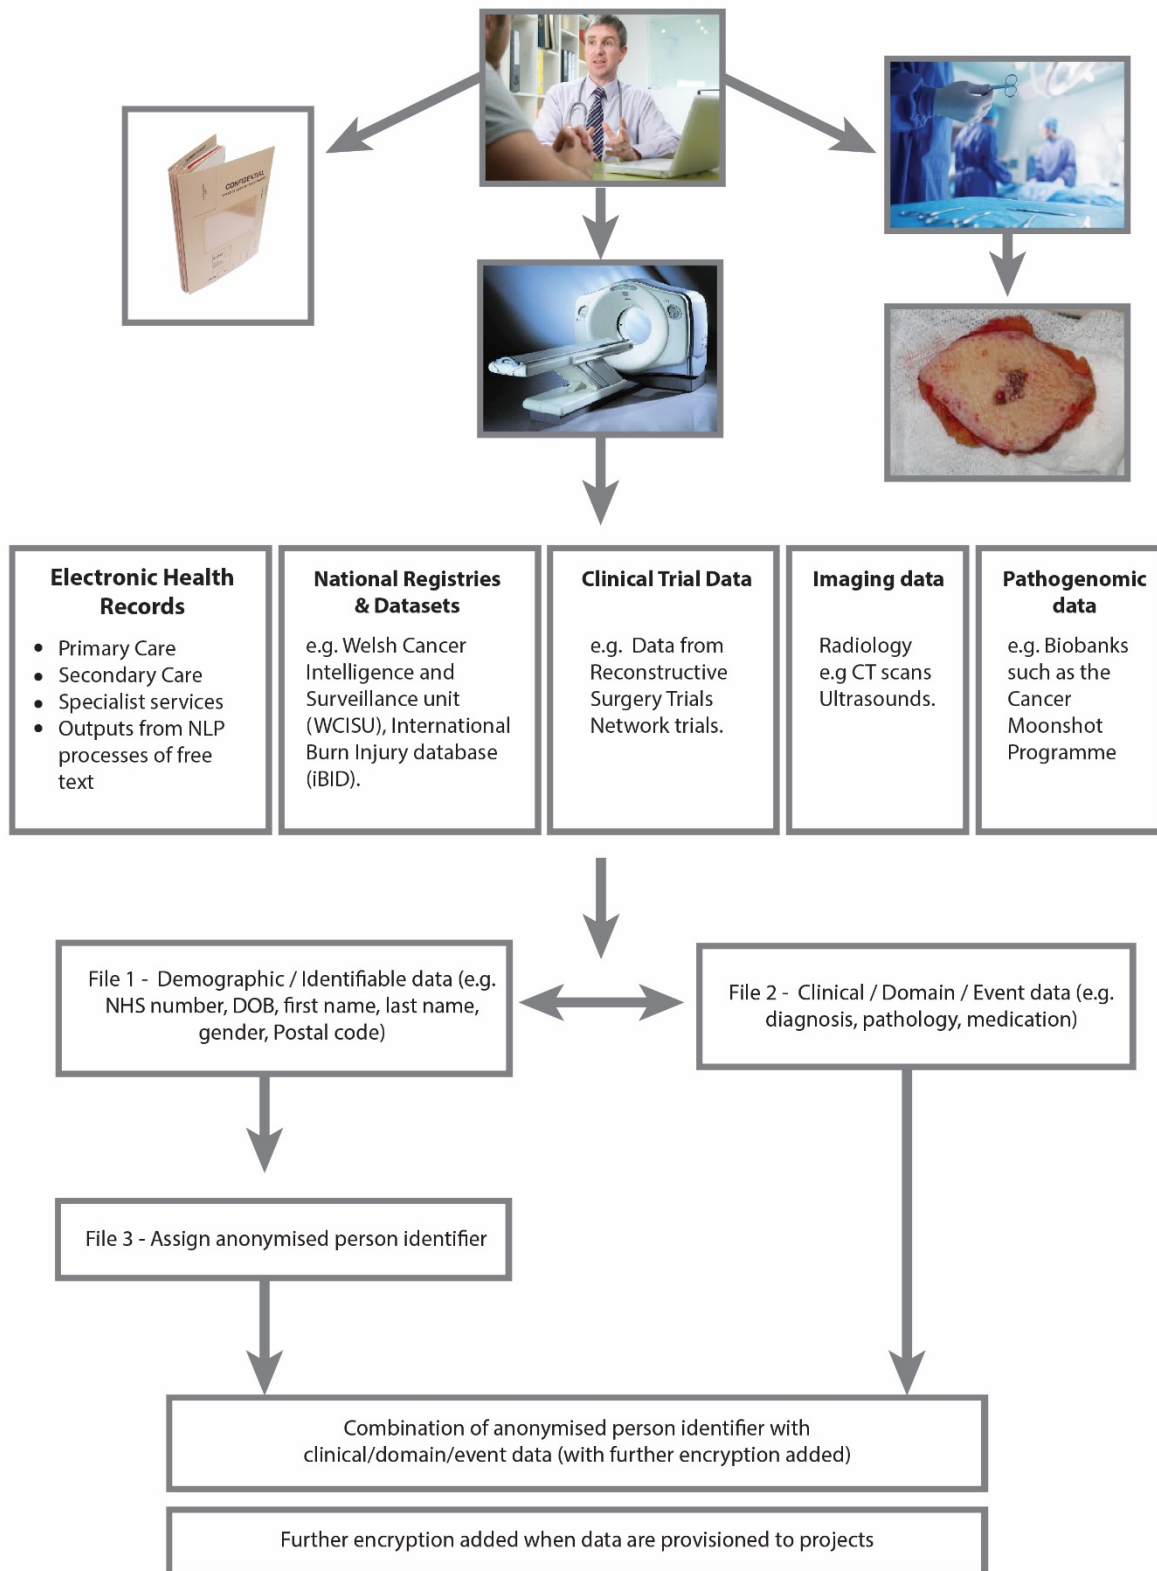 CONFIDENTIAL
Electronic Health
Records
• Primary Care
• Secondary Care
• Specialist services
• Outputs from NLP
processes of free
text
National Registries
& Datasets
e.g. Welsh Cancer
Intelligence and
Surveillance unit
(WCISU), International
Burn Injury database
(iBID).
Clinical Trial Data
e.g. Data from
Reconstructive
Surgery Trials
Network trials.
Imaging data
Radiology
e.g CT scans
Ultrasounds.
Pathogenomic
data
e.g. Biobanks
such as the
Cancer
Moonshot
Programme
File 1 - Demographic / Identifiable data (e.g.
NHS number, DOB, first name, last name,
gender, Postal code)
File 2 - Clinical / Domain / Event data (e.g.
diagnosis, pathology, medication)
File 3 - Assign anonymised person identifier
Combination of anonymised person identifier with
clinical/domain/event data (with further encryption added)
Further encryption added when data are provisioned to projects